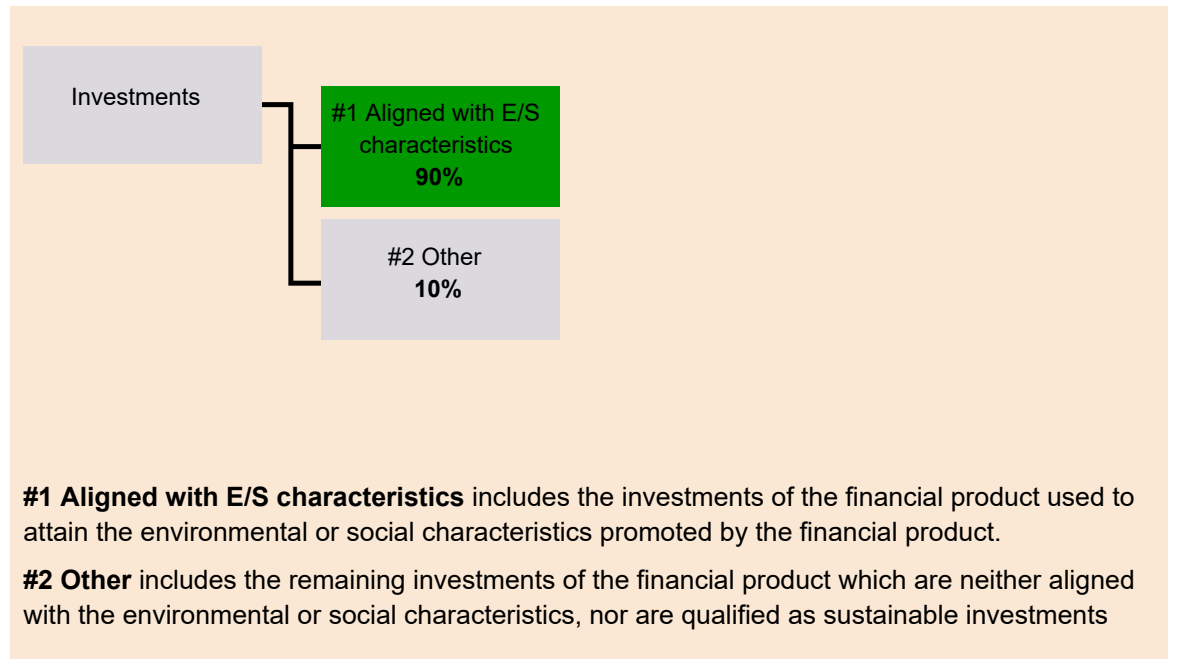 Investments
#1 Aligned with E/S
characteristics
90%
#2 Other
10%
#1 Aligned with E/S characteristics includes the investments of the financial product used to
attain the environmental or social characteristics promoted by the financial product.
#2 Other includes the remaining investments of the financial product which are neither aligned
with the environmental or social characteristics, nor are qualified as sustainable investments